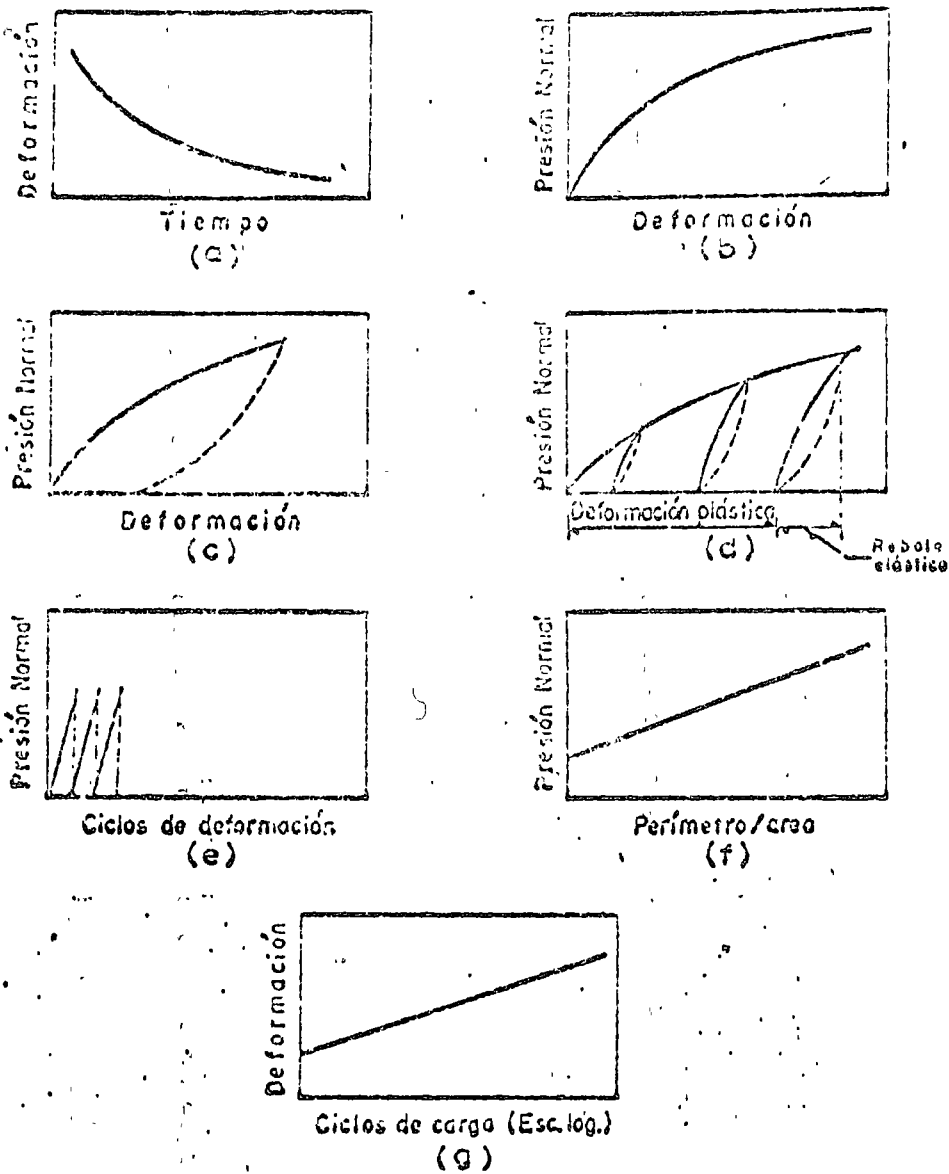 Deformación
Tiempo
(a)
Presión Normal
Deformación
(b)
Presión Normal
Deformación
(c)
Presión Normal
Deformación plástica
(d)
Rebote elástico
Presión Normal
Ciclos de deformación
(e)
Presión Normal
Perímetro/area
(f)
Deformación
Ciclos de carga (Esc. log.)
(g)